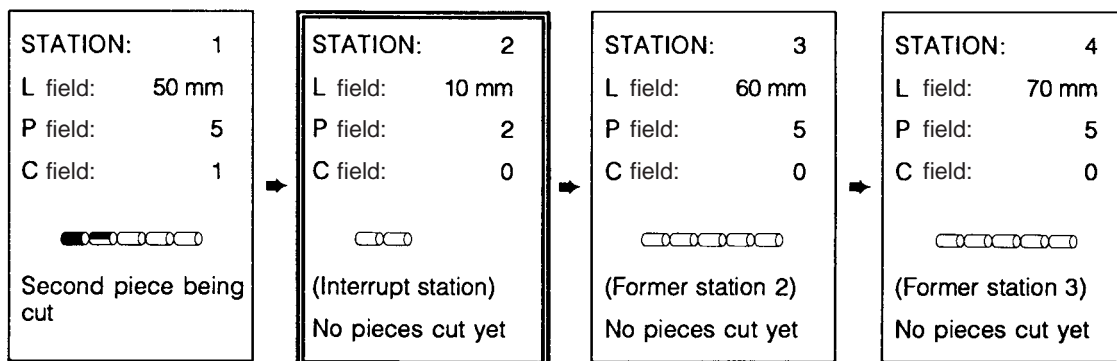 STATION: 1
L field: 50 mm
P field: 5
C field: 1
Second piece being
cut
STATION: 2
L field: 10 mm
P field: 2
C field: 0
(Interrupt station)
No pieces cut yet
STATION: 3
L field: 60 mm
P field: 5
C field: 0
(Former station 2)
No pieces cut yet
STATION: 4
L field: 70 mm
P field: 5
C field: 0
(Former station 3)
No pieces cut yet